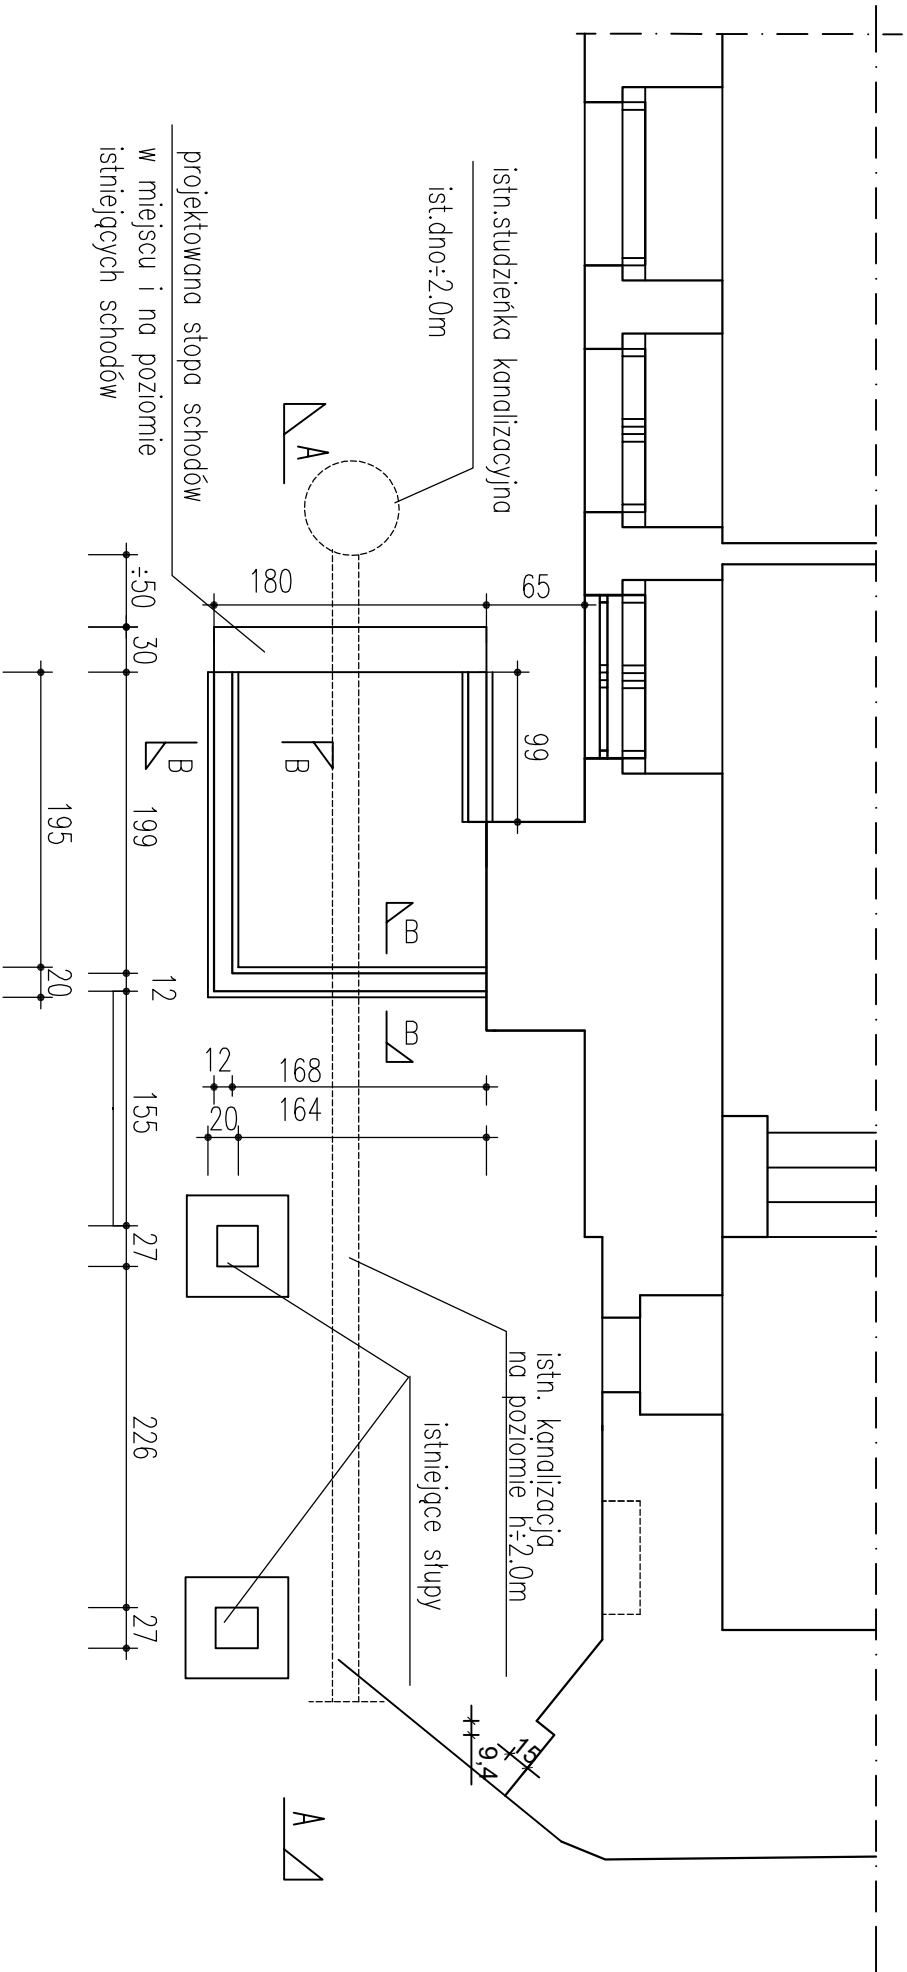 istn.studzieńka kanalizacyjna
ist.dno÷2.0m
projektowana stopa schodów
w miejscu i na poziomie
istniejących schodów
A
65
180
99
B
B
B
B
÷50
30
199
12
155
27
226
27
195
20
168
12
164
20
istn. kanalizacja
na poziomie h÷2.0m
istniejące słupy
15
9,4
A